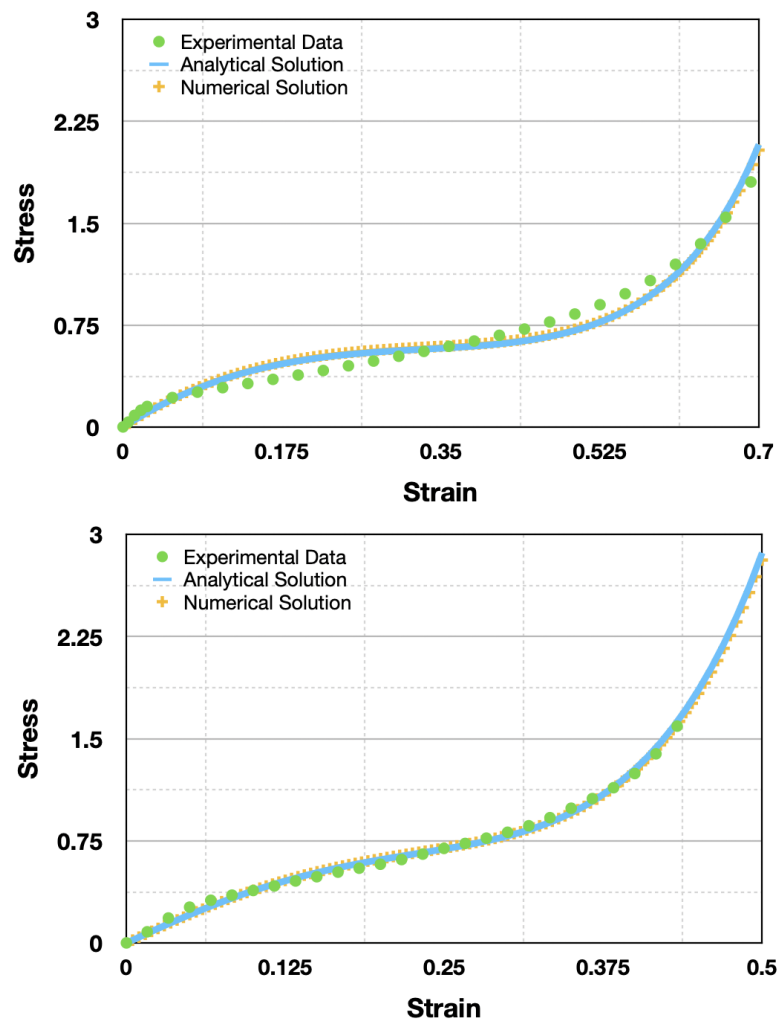 3
Experimental Data
Analytical Solution
Numerical Solution
2.25
Stress
1.5
0.75
0
0 0.175 0.35 0.525 0.7
Strain
3
Experimental Data
Analytical Solution
Numerical Solution
2.25
Stress
1.5
0.75
0
0 0.125 0.25 0.375 0.5
Strain